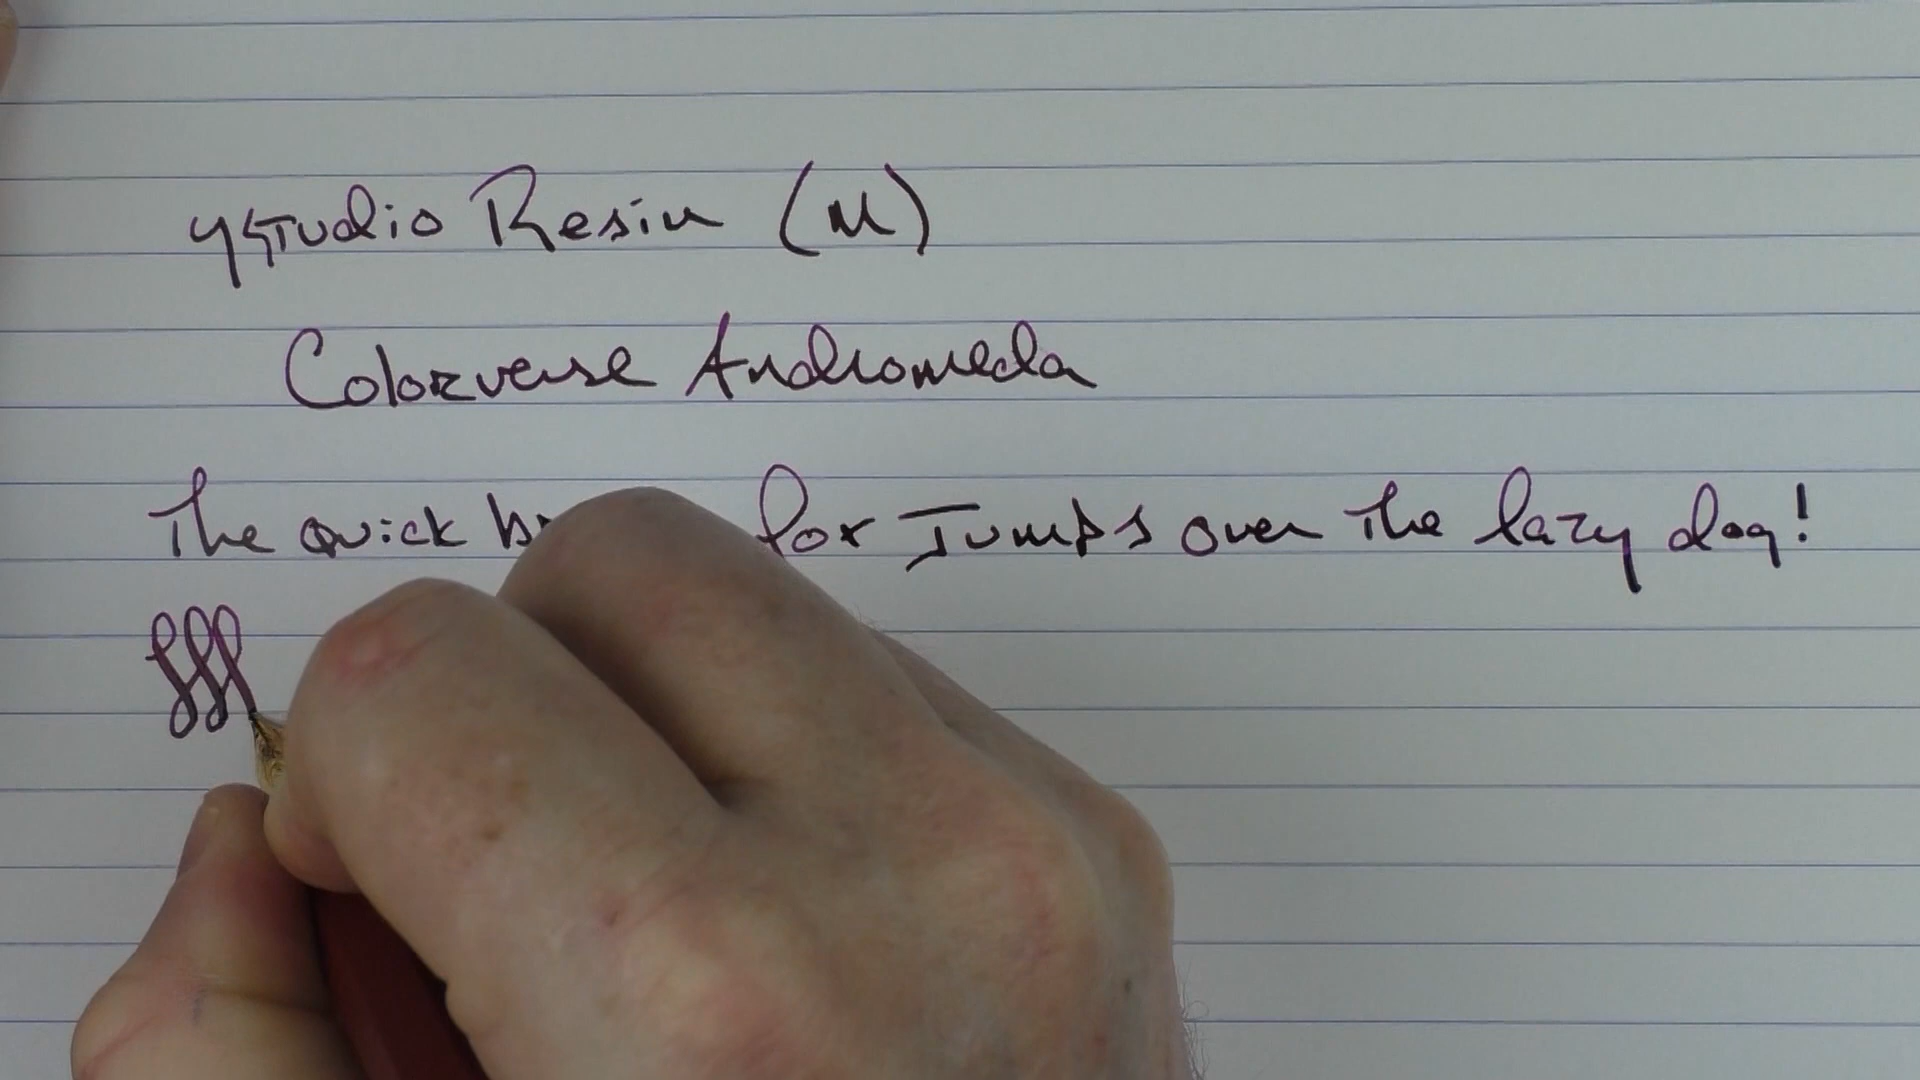 ystudio Resin (M)
Colorverse Andromeda
The quick fox Jumps over The lazy dog!